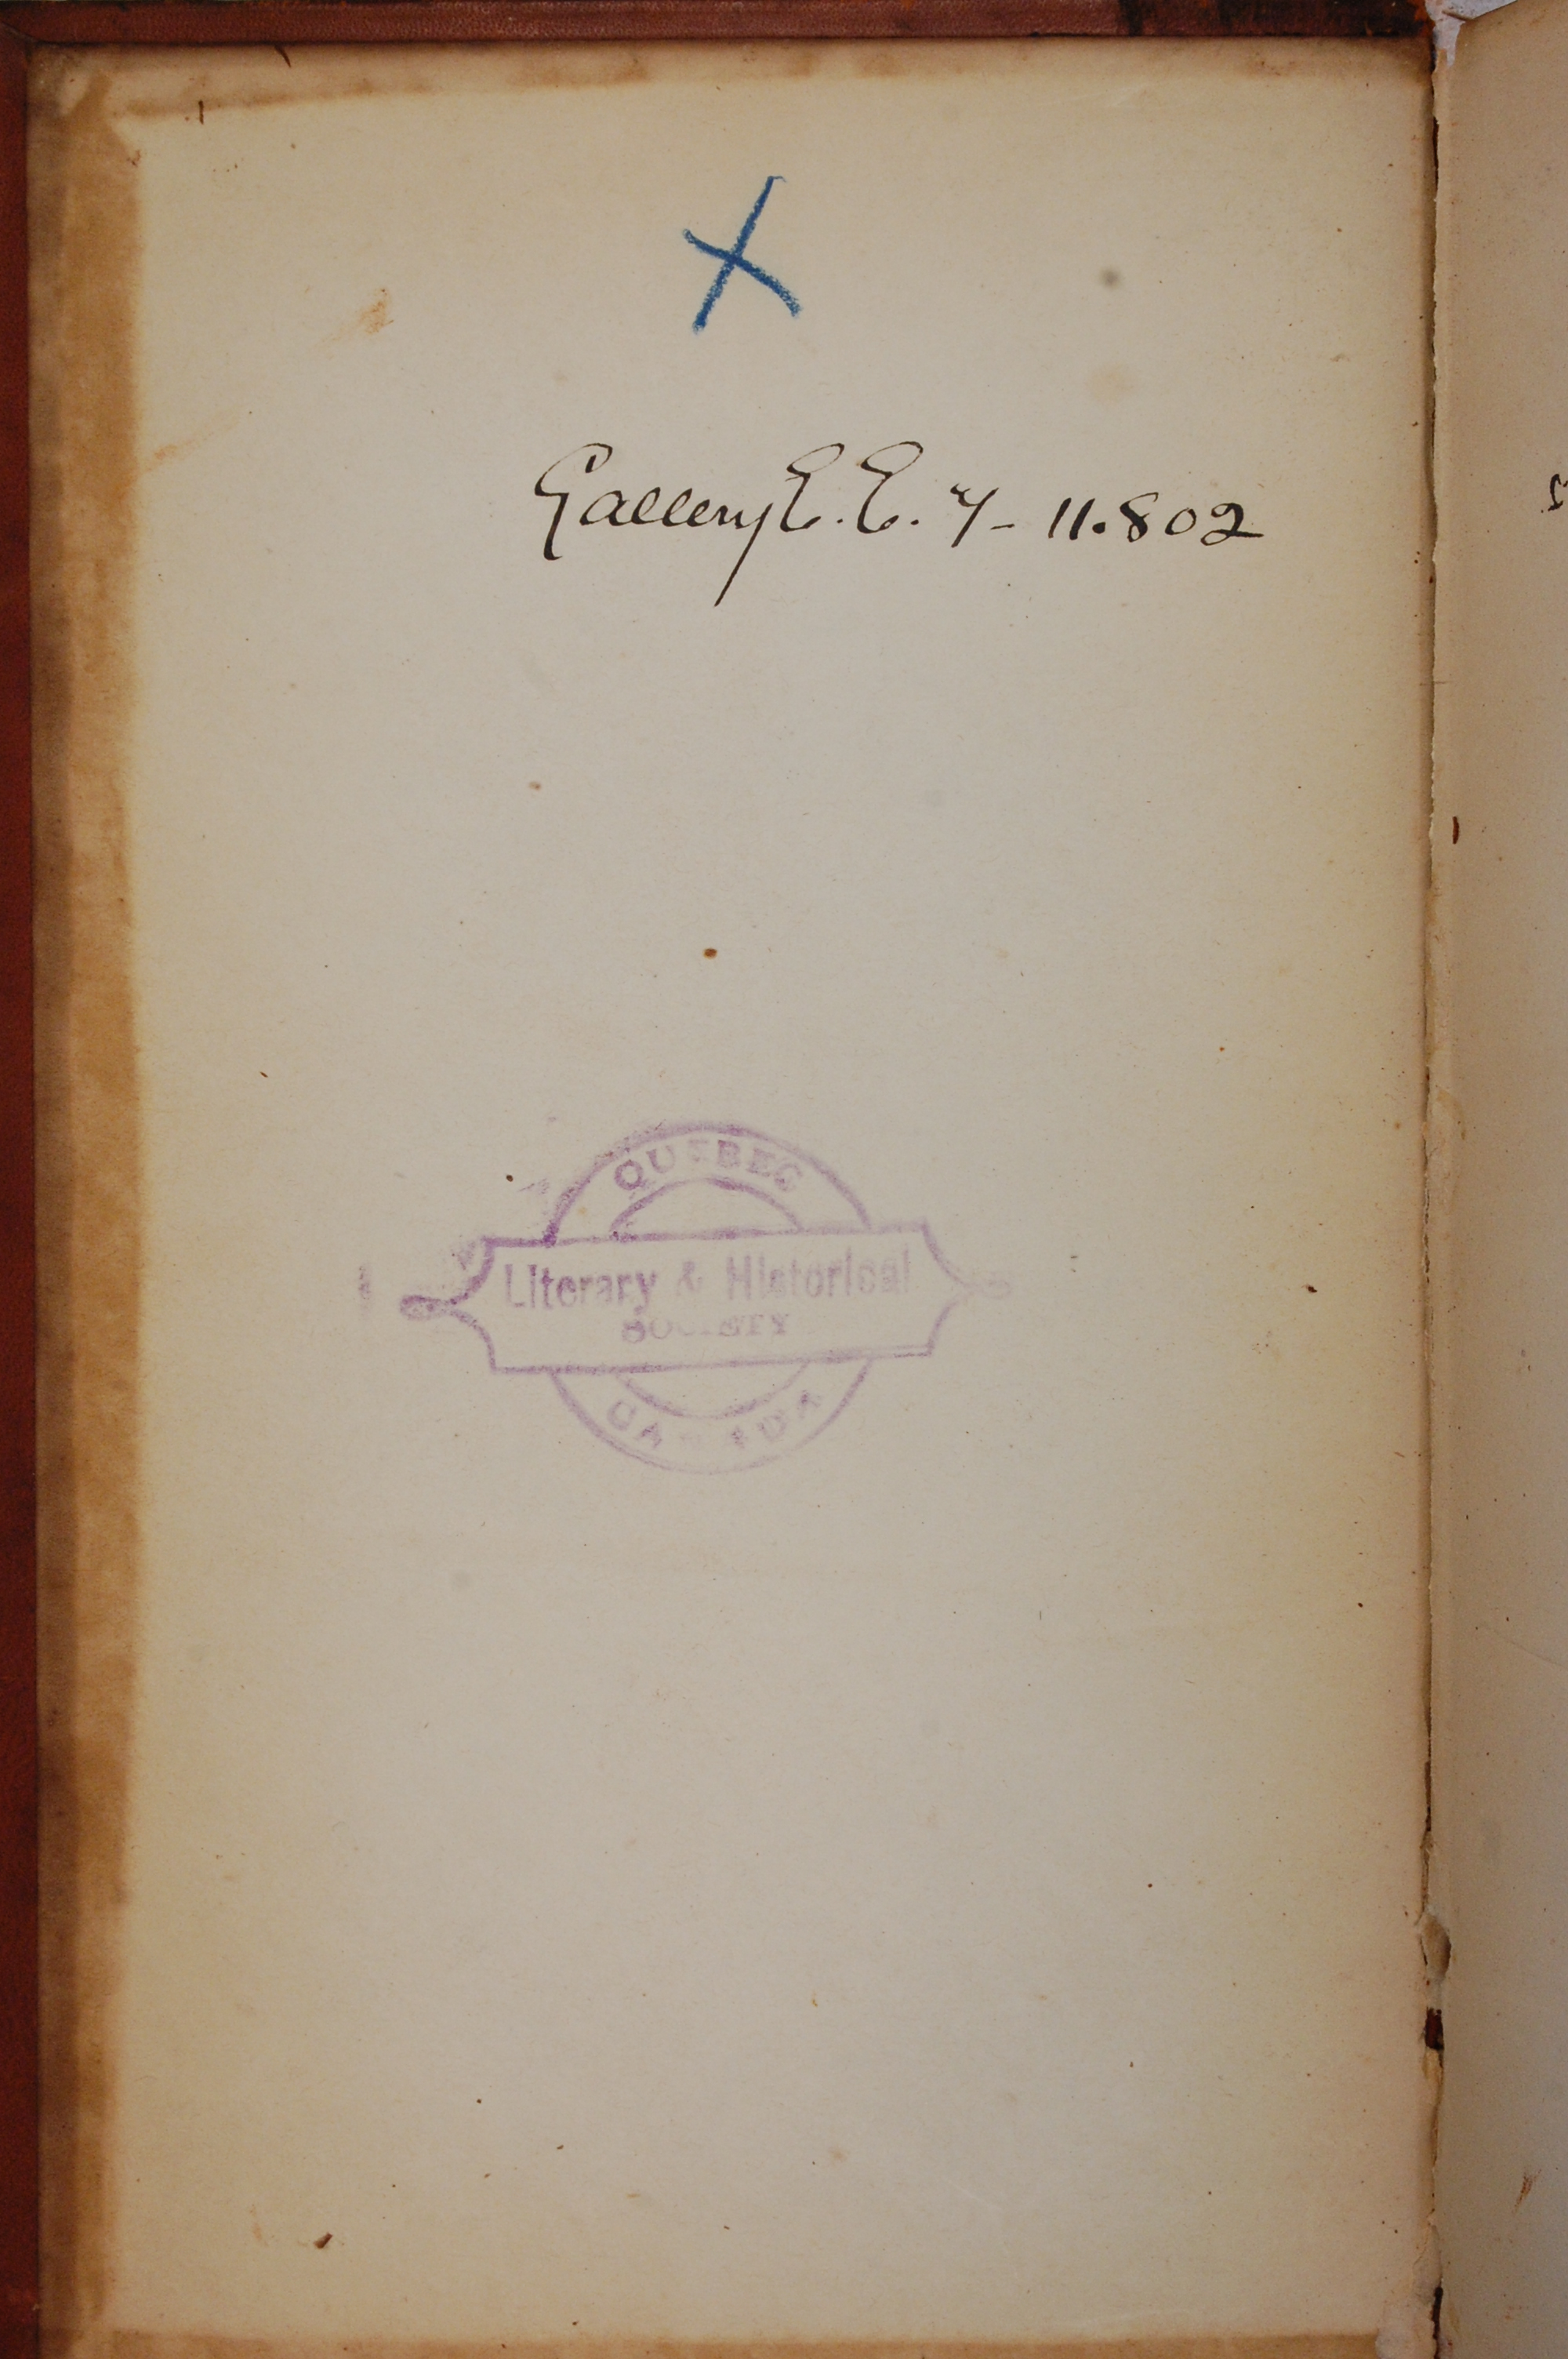 X
Gallery E. E. 7 - 11.802
QUEBEC
Literary & Historical
SOCIETY
CANADA